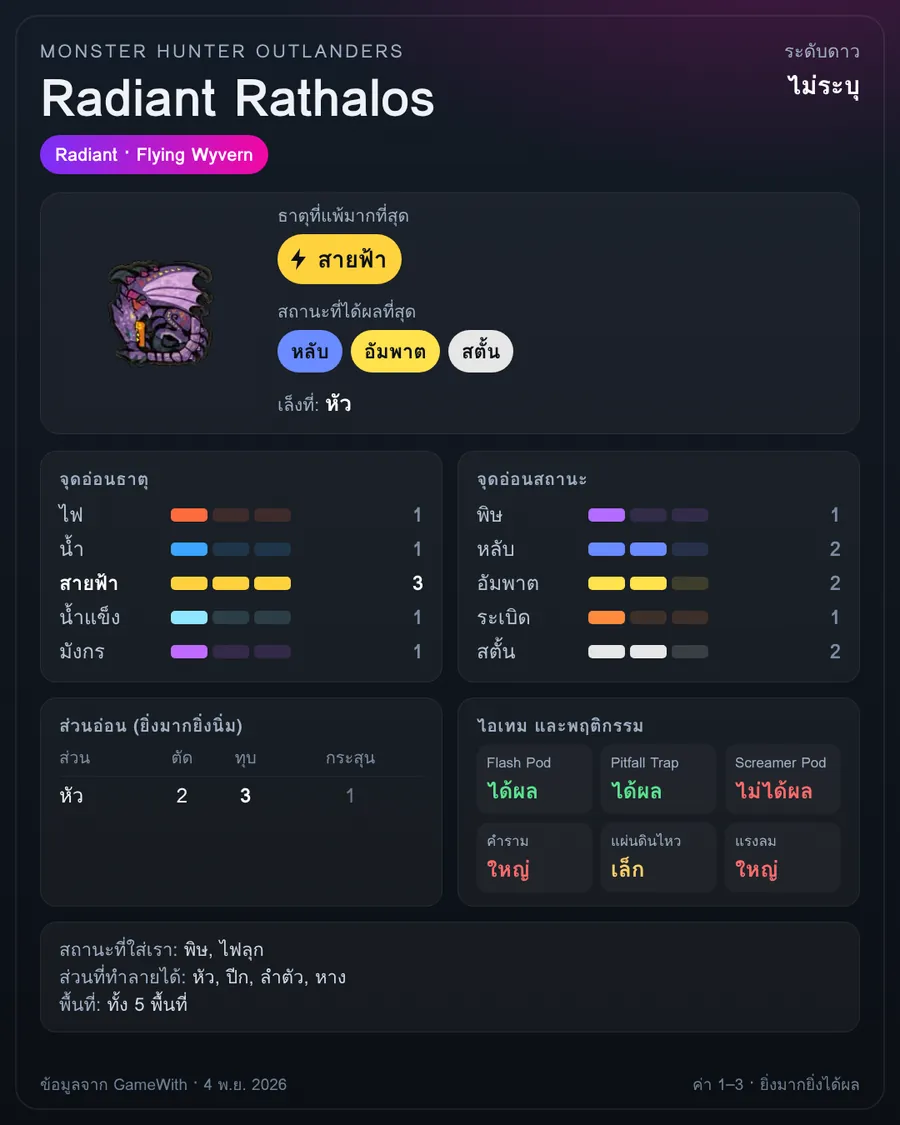 MONSTER HUNTER OUTLANDERS
ระดับดาว
Radiant Rathalos
ไม่ระบุ
Radiant · Flying Wyvern
ธาตุที่แพ้มากที่สุด
สายฟ้า
สถานะที่ได้ผลที่สุด
หลับ อัมพาต สตั้น
เล็งที่: หัว
จุดอ่อนธาตุ
ไฟ 1
น้ำ 1
สายฟ้า 3
น้ำแข็ง 1
มังกร 1
จุดอ่อนสถานะ
พิษ 1
หลับ 2
อัมพาต 2
ระเบิด 1
สตั้น 2
ส่วนอ่อน (ยิ่งมากยิ่งนิ่ม)
ส่วน ตัด ทุบ กระสุน
หัว 2 3 1
ไอเทม และพฤติกรรม
Flash Pod Pitfall Trap Screamer Pod
ได้ผล ได้ผล ไม่ได้ผล
คำราม แผ่นดินไหว แรงลม
ใหญ่ เล็ก ใหญ่
สถานะที่ใส่เรา: พิษ, ไฟลุก
ส่วนที่ทำลายได้: หัว, ปีก, ลำตัว, หาง
พื้นที่: ทั้ง 5 พื้นที่
ข้อมูลจาก GameWith · 4 พ.ย. 2026
ค่า 1–3 · ยิ่งมากยิ่งได้ผล